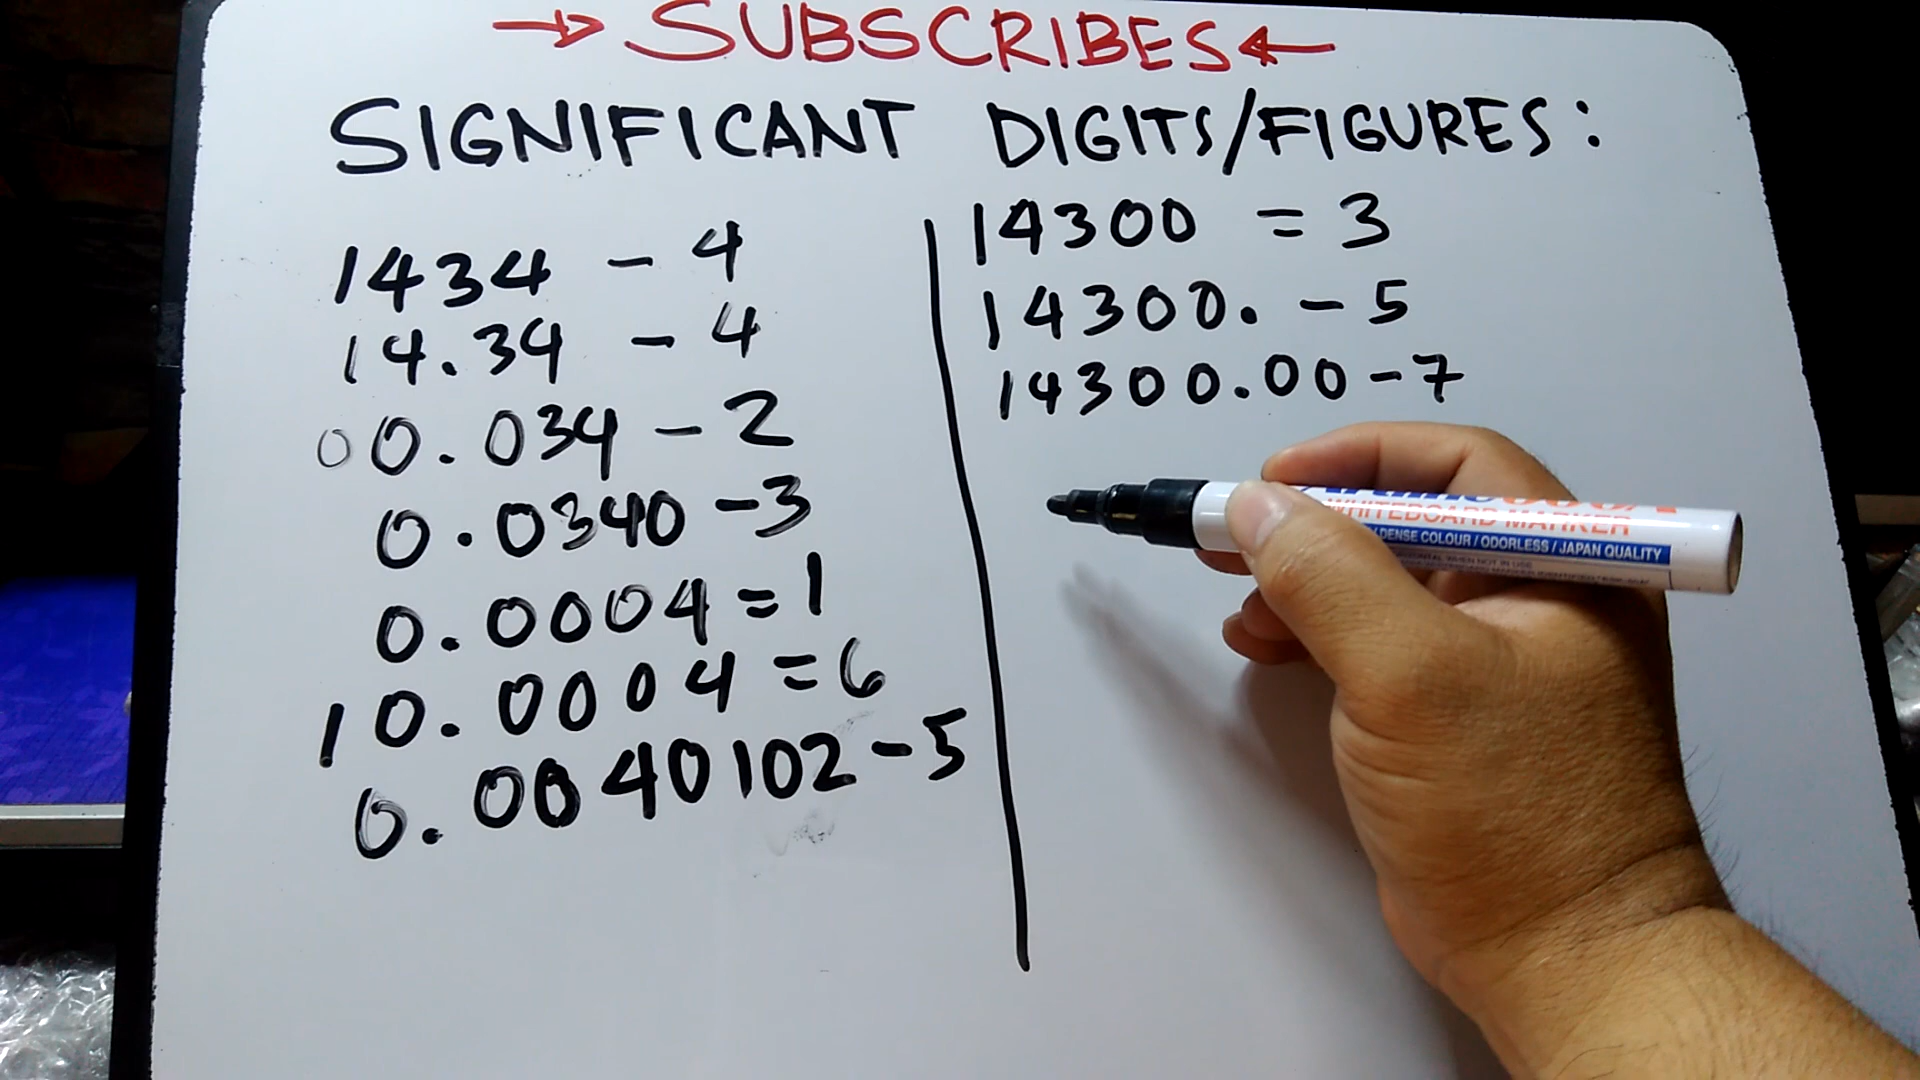 → SUBSCRIBES ←
SIGNIFICANT DIGITS/FIGURES:
1434 - 4
14.34 - 4
00.034 - 2
0.0340 - 3
0.0004 = 1
10.0004 = 6
0.0040102 - 5
14300 = 3
14300. - 5
14300.00 - 7
WHITEBOARD MARKER
/DENSE COLOUR / ODORLESS / JAPAN QUALITY